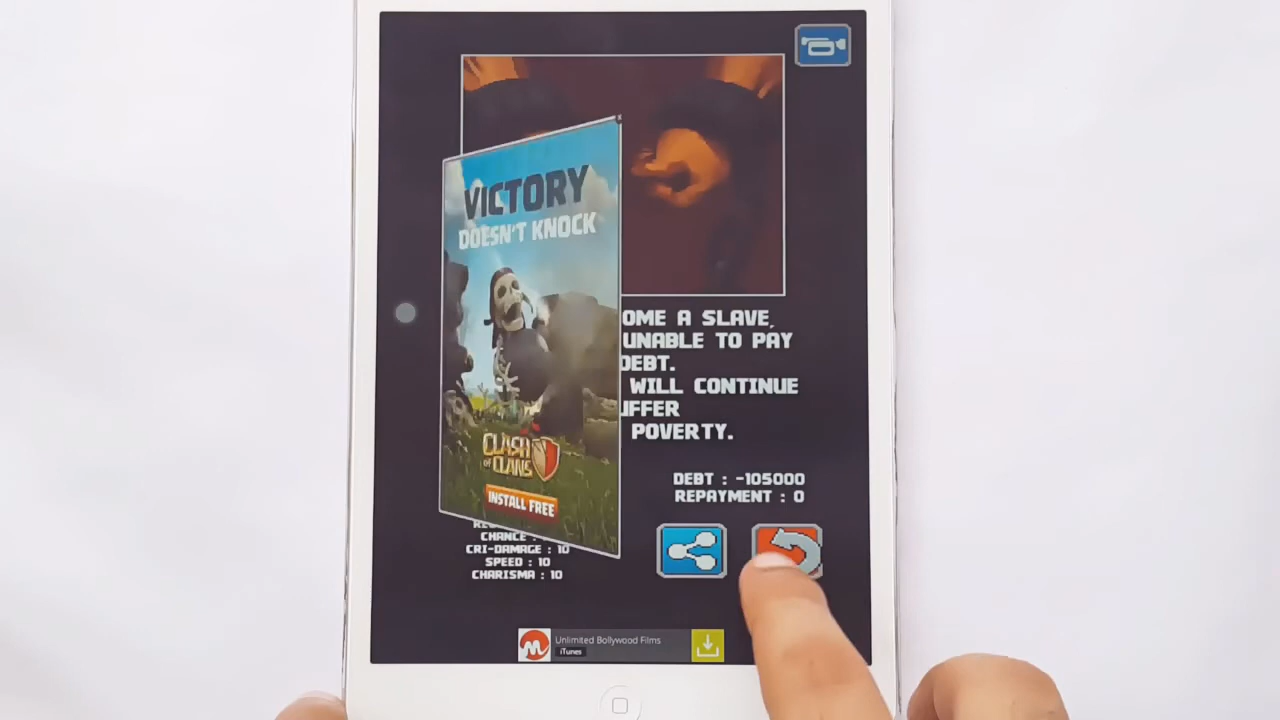 VICTORY
DOESN'T KNOCK
CLASH
OF CLANS
INSTALL FREE
OME A SLAVE,
UNABLE TO PAY
DEBT.
WILL CONTINUE
UFFER
POVERTY.
DEBT : -105000
REPAYMENT : 0
CHANCE :
CRI-DAMAGE : 10
SPEED : 10
CHARISMA : 10
Unlimited Bollywood Films
iTunes